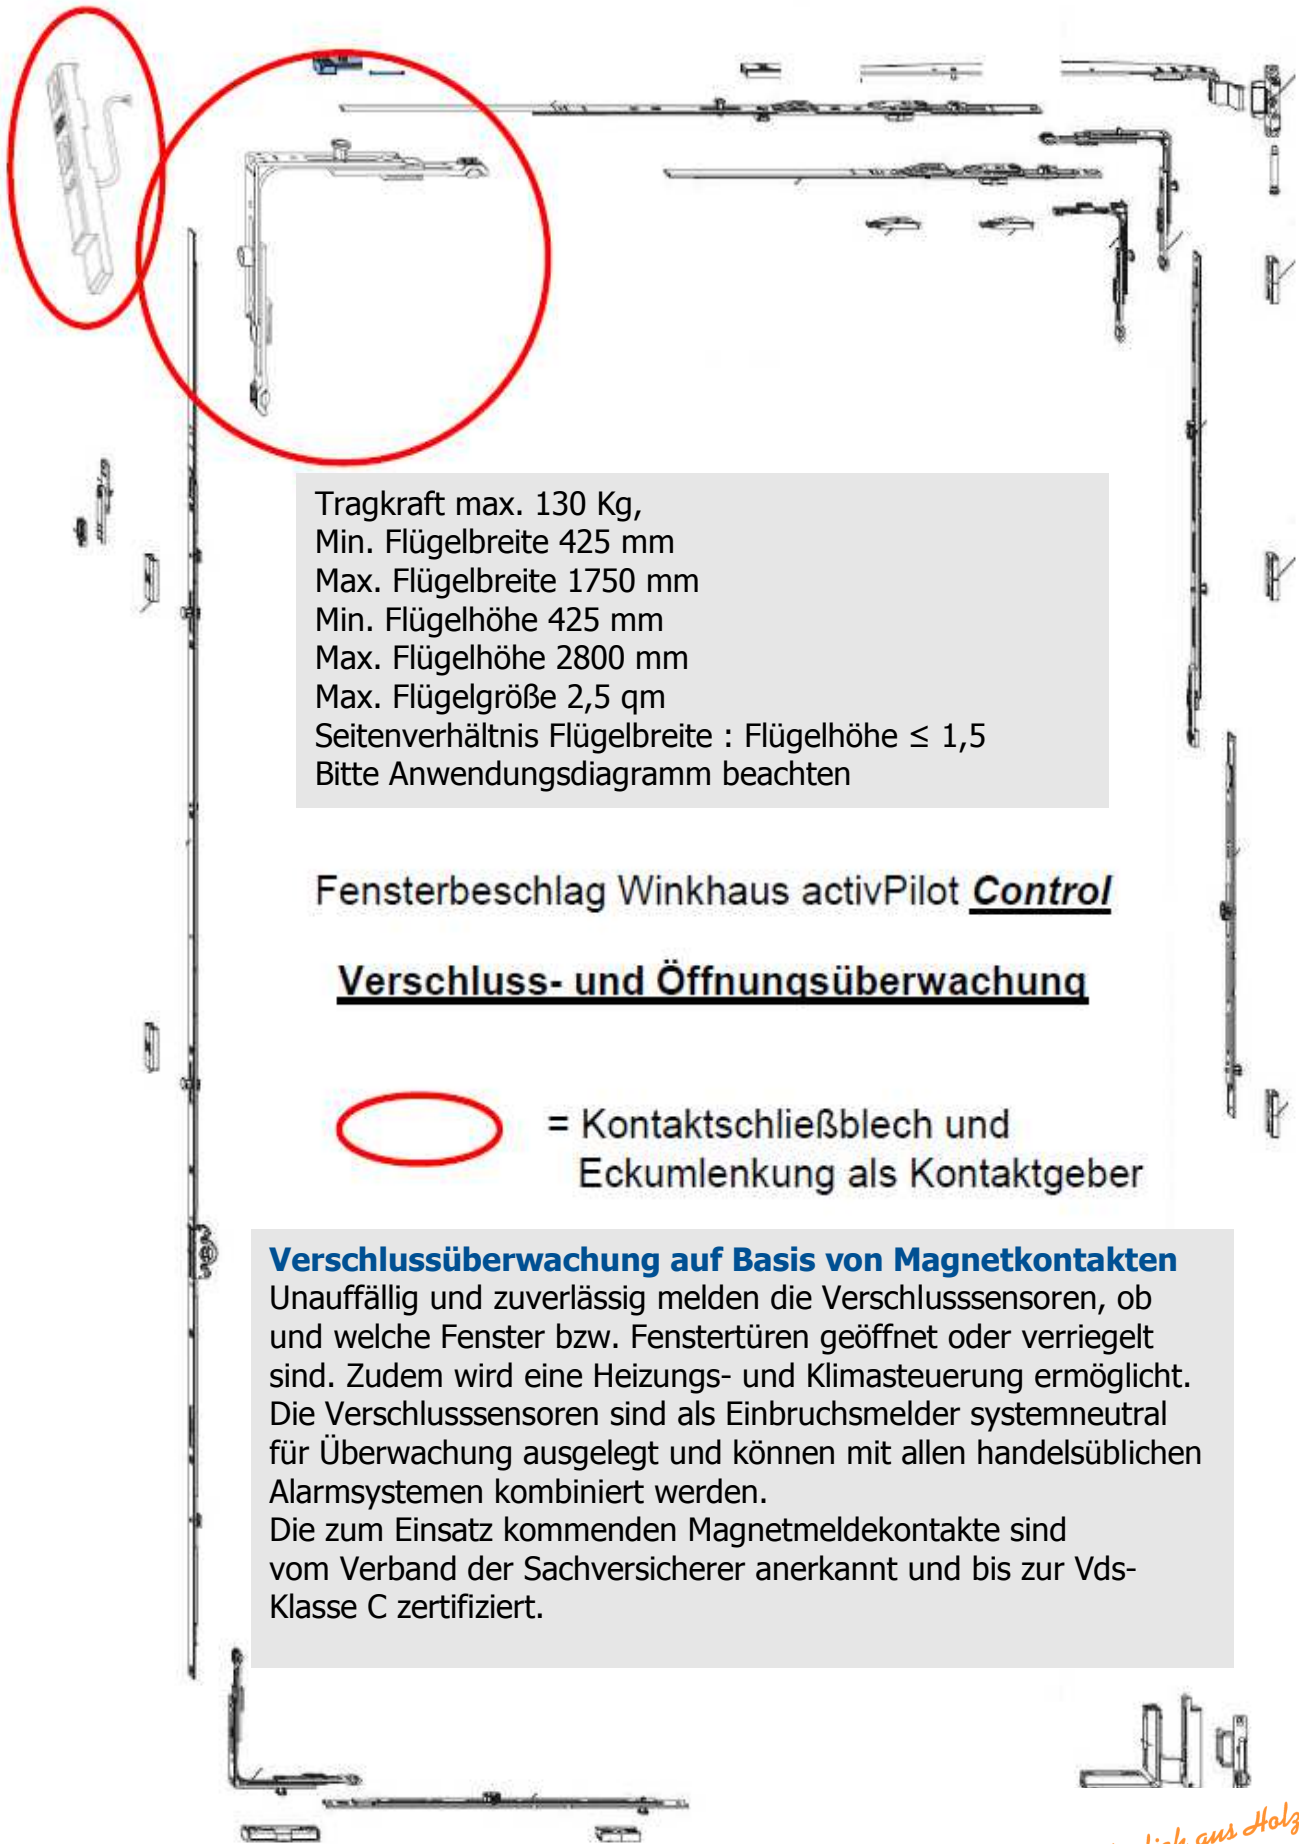 Tragkraft max. 130 Kg,
Min. Flügelbreite 425 mm
Max. Flügelbreite 1750 mm
Min. Flügelhöhe 425 mm
Max. Flügelhöhe 2800 mm
Max. Flügelgröße 2,5 qm
Seitenverhältnis Flügelbreite : Flügelhöhe ≤ 1,5
Bitte Anwendungsdiagramm beachten
Fensterbeschlag Winkhaus activPilot Control
Verschluss- und Öffnungsüberwachung
= Kontaktschließblech und
Eckumlenkung als Kontaktgeber
Verschlussüberwachung auf Basis von Magnetkontakten
Unauffällig und zuverlässig melden die Verschlusssensoren, ob
und welche Fenster bzw. Fenstertüren geöffnet oder verriegelt
sind. Zudem wird eine Heizungs- und Klimasteuerung ermöglicht.
Die Verschlusssensoren sind als Einbruchsmelder systemneutral
für Überwachung ausgelegt und können mit allen handelsüblichen
Alarmsystemen kombiniert werden.
Die zum Einsatz kommenden Magnetmeldekontakte sind
vom Verband der Sachversicherer anerkannt und bis zur Vds-
Klasse C zertifiziert.
aus Holz